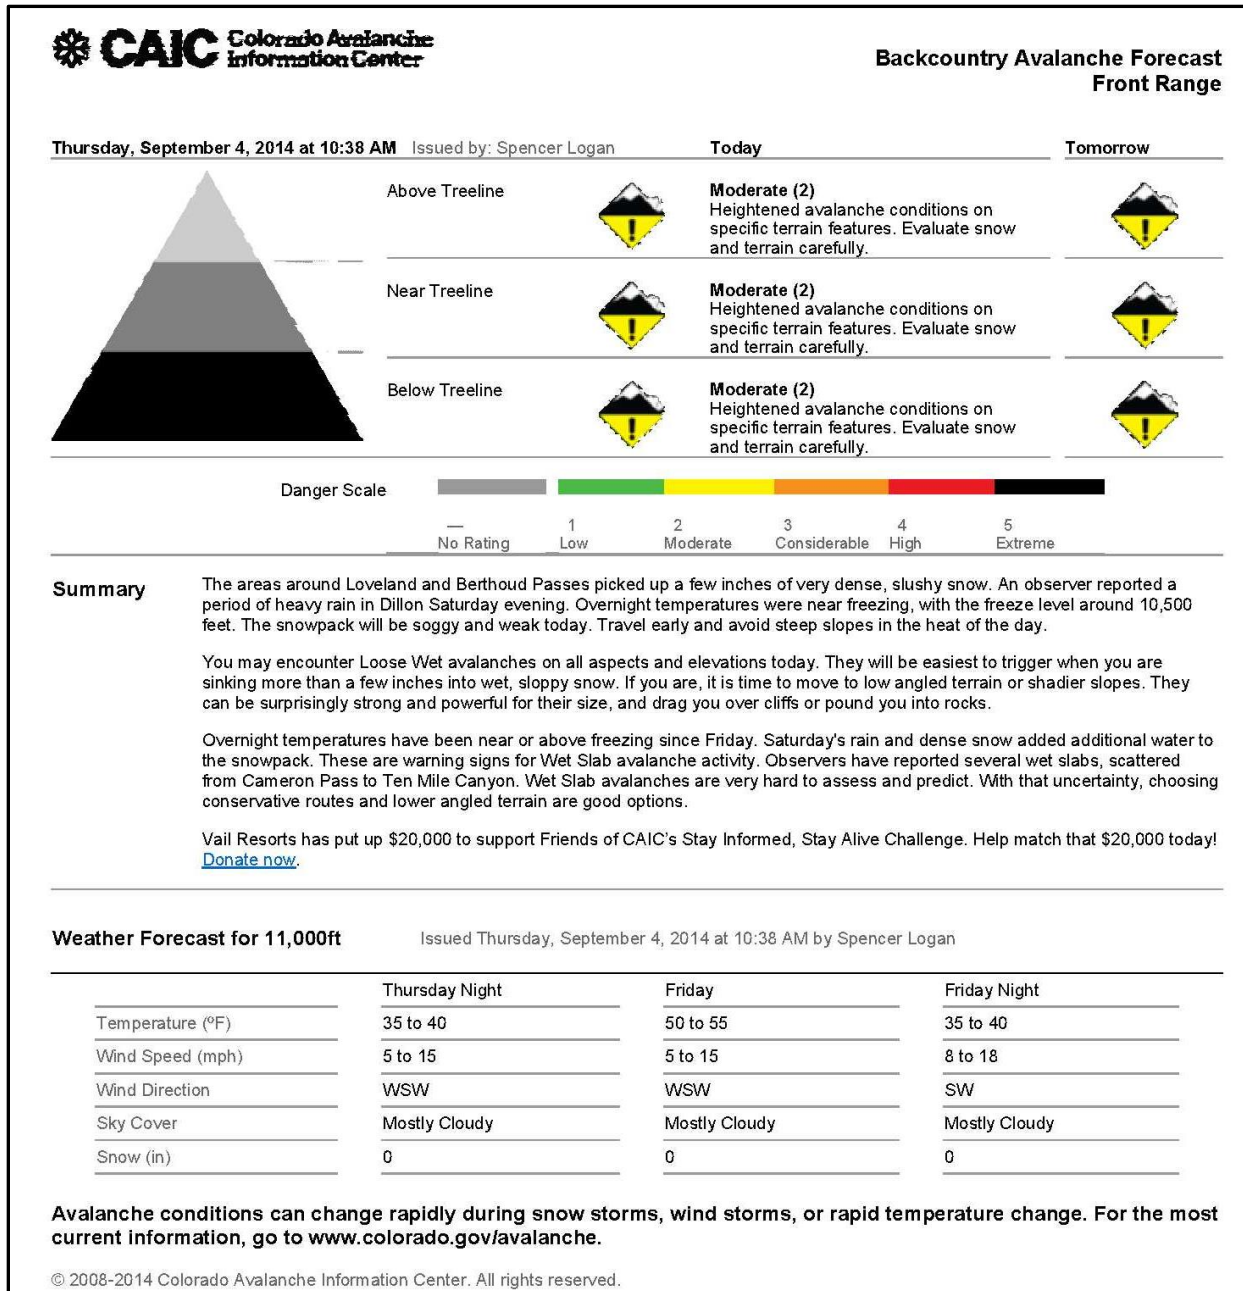 CAIC Colorado Avalanche
Information Center
Backcountry Avalanche Forecast
Front Range
Thursday, September 4, 2014 at 10:38 AM Issued by: Spencer Logan Today Tomorrow
Above Treeline
Moderate (2)
Heightened avalanche conditions on
specific terrain features. Evaluate snow
and terrain carefully.
Near Treeline
Moderate (2)
Heightened avalanche conditions on
specific terrain features. Evaluate snow
and terrain carefully.
Below Treeline
Moderate (2)
Heightened avalanche conditions on
specific terrain features. Evaluate snow
and terrain carefully.
Danger Scale
— 1 2 3 4 5
No Rating Low Moderate Considerable High Extreme
Summary
The areas around Loveland and Berthoud Passes picked up a few inches of very dense, slushy snow. An observer reported a
period of heavy rain in Dillon Saturday evening. Overnight temperatures were near freezing, with the freeze level around 10,500
feet. The snowpack will be soggy and weak today. Travel early and avoid steep slopes in the heat of the day.
You may encounter Loose Wet avalanches on all aspects and elevations today. They will be easiest to trigger when you are
sinking more than a few inches into wet, sloppy snow. If you are, it is time to move to low angled terrain or shadier slopes. They
can be surprisingly strong and powerful for their size, and drag you over cliffs or pound you into rocks.
Overnight temperatures have been near or above freezing since Friday. Saturday's rain and dense snow added additional water to
the snowpack. These are warning signs for Wet Slab avalanche activity. Observers have reported several wet slabs, scattered
from Cameron Pass to Ten Mile Canyon. Wet Slab avalanches are very hard to assess and predict. With that uncertainty, choosing
conservative routes and lower angled terrain are good options.
Vail Resorts has put up $20,000 to support Friends of CAIC's Stay Informed, Stay Alive Challenge. Help match that $20,000 today!
Donate now.
Weather Forecast for 11,000ft Issued Thursday, September 4, 2014 at 10:38 AM by Spencer Logan
Thursday Night Friday Friday Night
Temperature (ºF) 35 to 40 50 to 55 35 to 40
Wind Speed (mph) 5 to 15 5 to 15 8 to 18
Wind Direction WSW WSW SW
Sky Cover Mostly Cloudy Mostly Cloudy Mostly Cloudy
Snow (in) 0 0 0
Avalanche conditions can change rapidly during snow storms, wind storms, or rapid temperature change. For the most
current information, go to www.colorado.gov/avalanche.
© 2008-2014 Colorado Avalanche Information Center. All rights reserved.